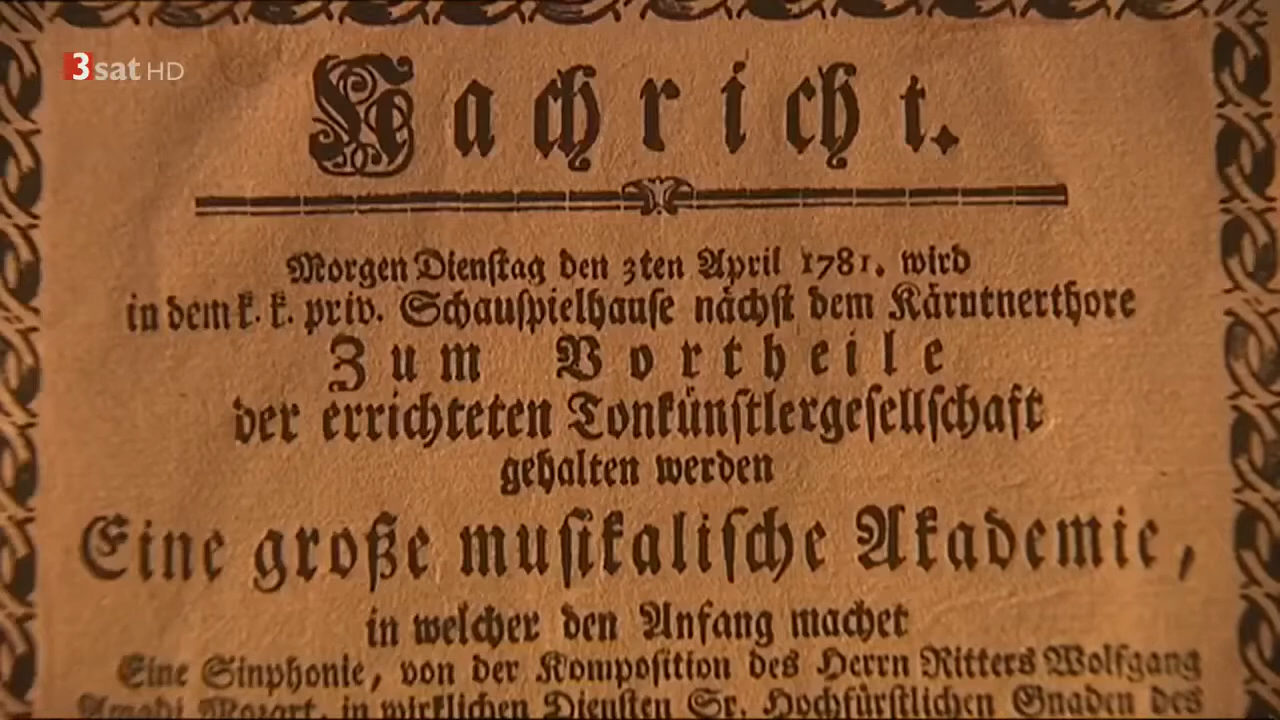 3sat HD
Nachricht.
Morgen Dienstag den 3ten April 1781. wird
in dem k. k. priv. Schauspielhause nächst dem Kärntnerthore
Zum Vortheile
der errichteten Tonkünstlergesellschaft
gehalten werden
Eine große musikalische Akademie,
in welcher den Anfang machet
Eine Sinphonie, von der Komposition des Herrn Ritters Wolfgang
Amadi Mozart, in wirklichen Diensten Sr. Hochfürstlichen Gnaden des